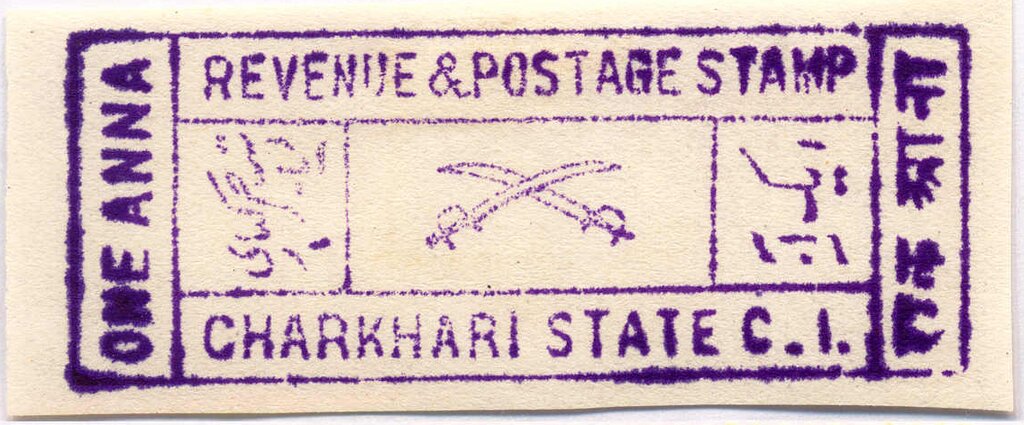 REVENUE & POSTAGE STAMP
ONE ANNA
CHARKHARI STATE C. I.
एक आना